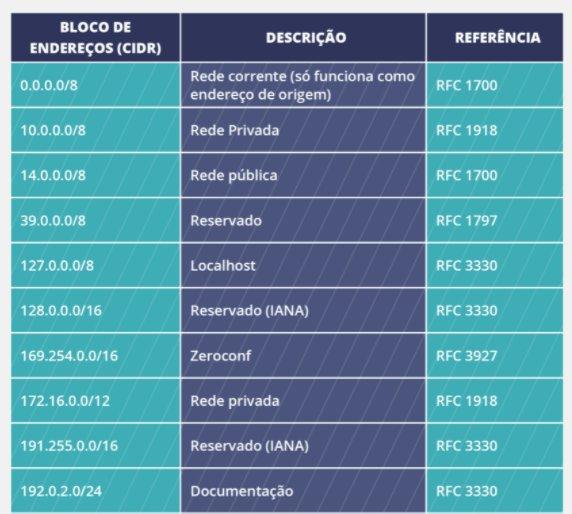 BLOCO DE
ENDEREÇOS (CIDR)
DESCRIÇÃO
REFERÊNCIA
0.0.0.0/8
Rede corrente (só funciona como
endereço de origem)
RFC 1700
10.0.0.0/8
Rede Privada
RFC 1918
14.0.0.0/8
Rede pública
RFC 1700
39.0.0.0/8
Reservado
RFC 1797
127.0.0.0/8
Localhost
RFC 3330
128.0.0.0/16
Reservado (IANA)
RFC 3330
169.254.0.0/16
Zeroconf
RFC 3927
172.16.0.0/12
Rede privada
RFC 1918
191.255.0.0/16
Reservado (IANA)
RFC 3330
192.0.2.0/24
Documentação
RFC 3330